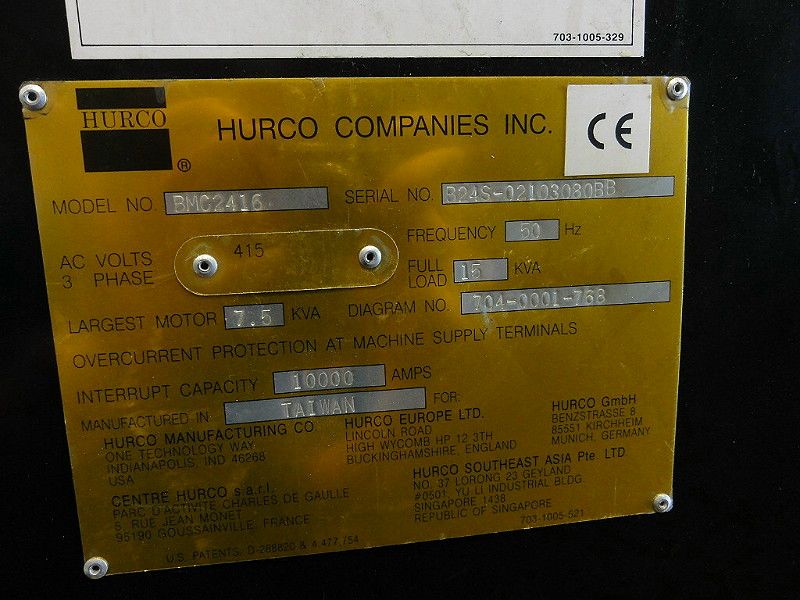 703-1005-329
HURCO
®
HURCO COMPANIES INC.
CE
MODEL NO. BMC2416
SERIAL NO. B24S-02103080BB
AC VOLTS
3 PHASE
415
FREQUENCY 50 Hz
FULL
LOAD 15 KVA
LARGEST MOTOR 7.5 KVA
DIAGRAM NO. 704-0001-768
OVERCURRENT PROTECTION AT MACHINE SUPPLY TERMINALS
INTERRUPT CAPACITY 10000 AMPS
MANUFACTURED IN TAIWAN FOR:
HURCO MANUFACTURING CO
ONE TECHNOLOGY WAY
INDIANAPOLIS, IND 46268
USA
HURCO EUROPE LTD.
LINCOLN ROAD
HIGH WYCOMB HP 12 3TH
BUCKINGHAMSHIRE, ENGLAND
HURCO GmbH
BENZSTRASSE 8
85551 KIRCHHEIM
MUNICH, GERMANY
CENTRE HURCO s.a.r.l.
PARC D'ACTIVITE CHARLES DE GAULLE
8, RUE JEAN MONET
95190 GOUSSAINVILLE, FRANCE
HURCO SOUTHEAST ASIA Pte. LTD.
NO. 37 LORONG 23 GEYLAND
#0501, YU LI INDUSTRIAL BLDG.
SINGAPORE 1438
REPUBLIC OF SINGAPORE
703-1005-521
U.S. PATENTS, D-288820 & 4,477,754